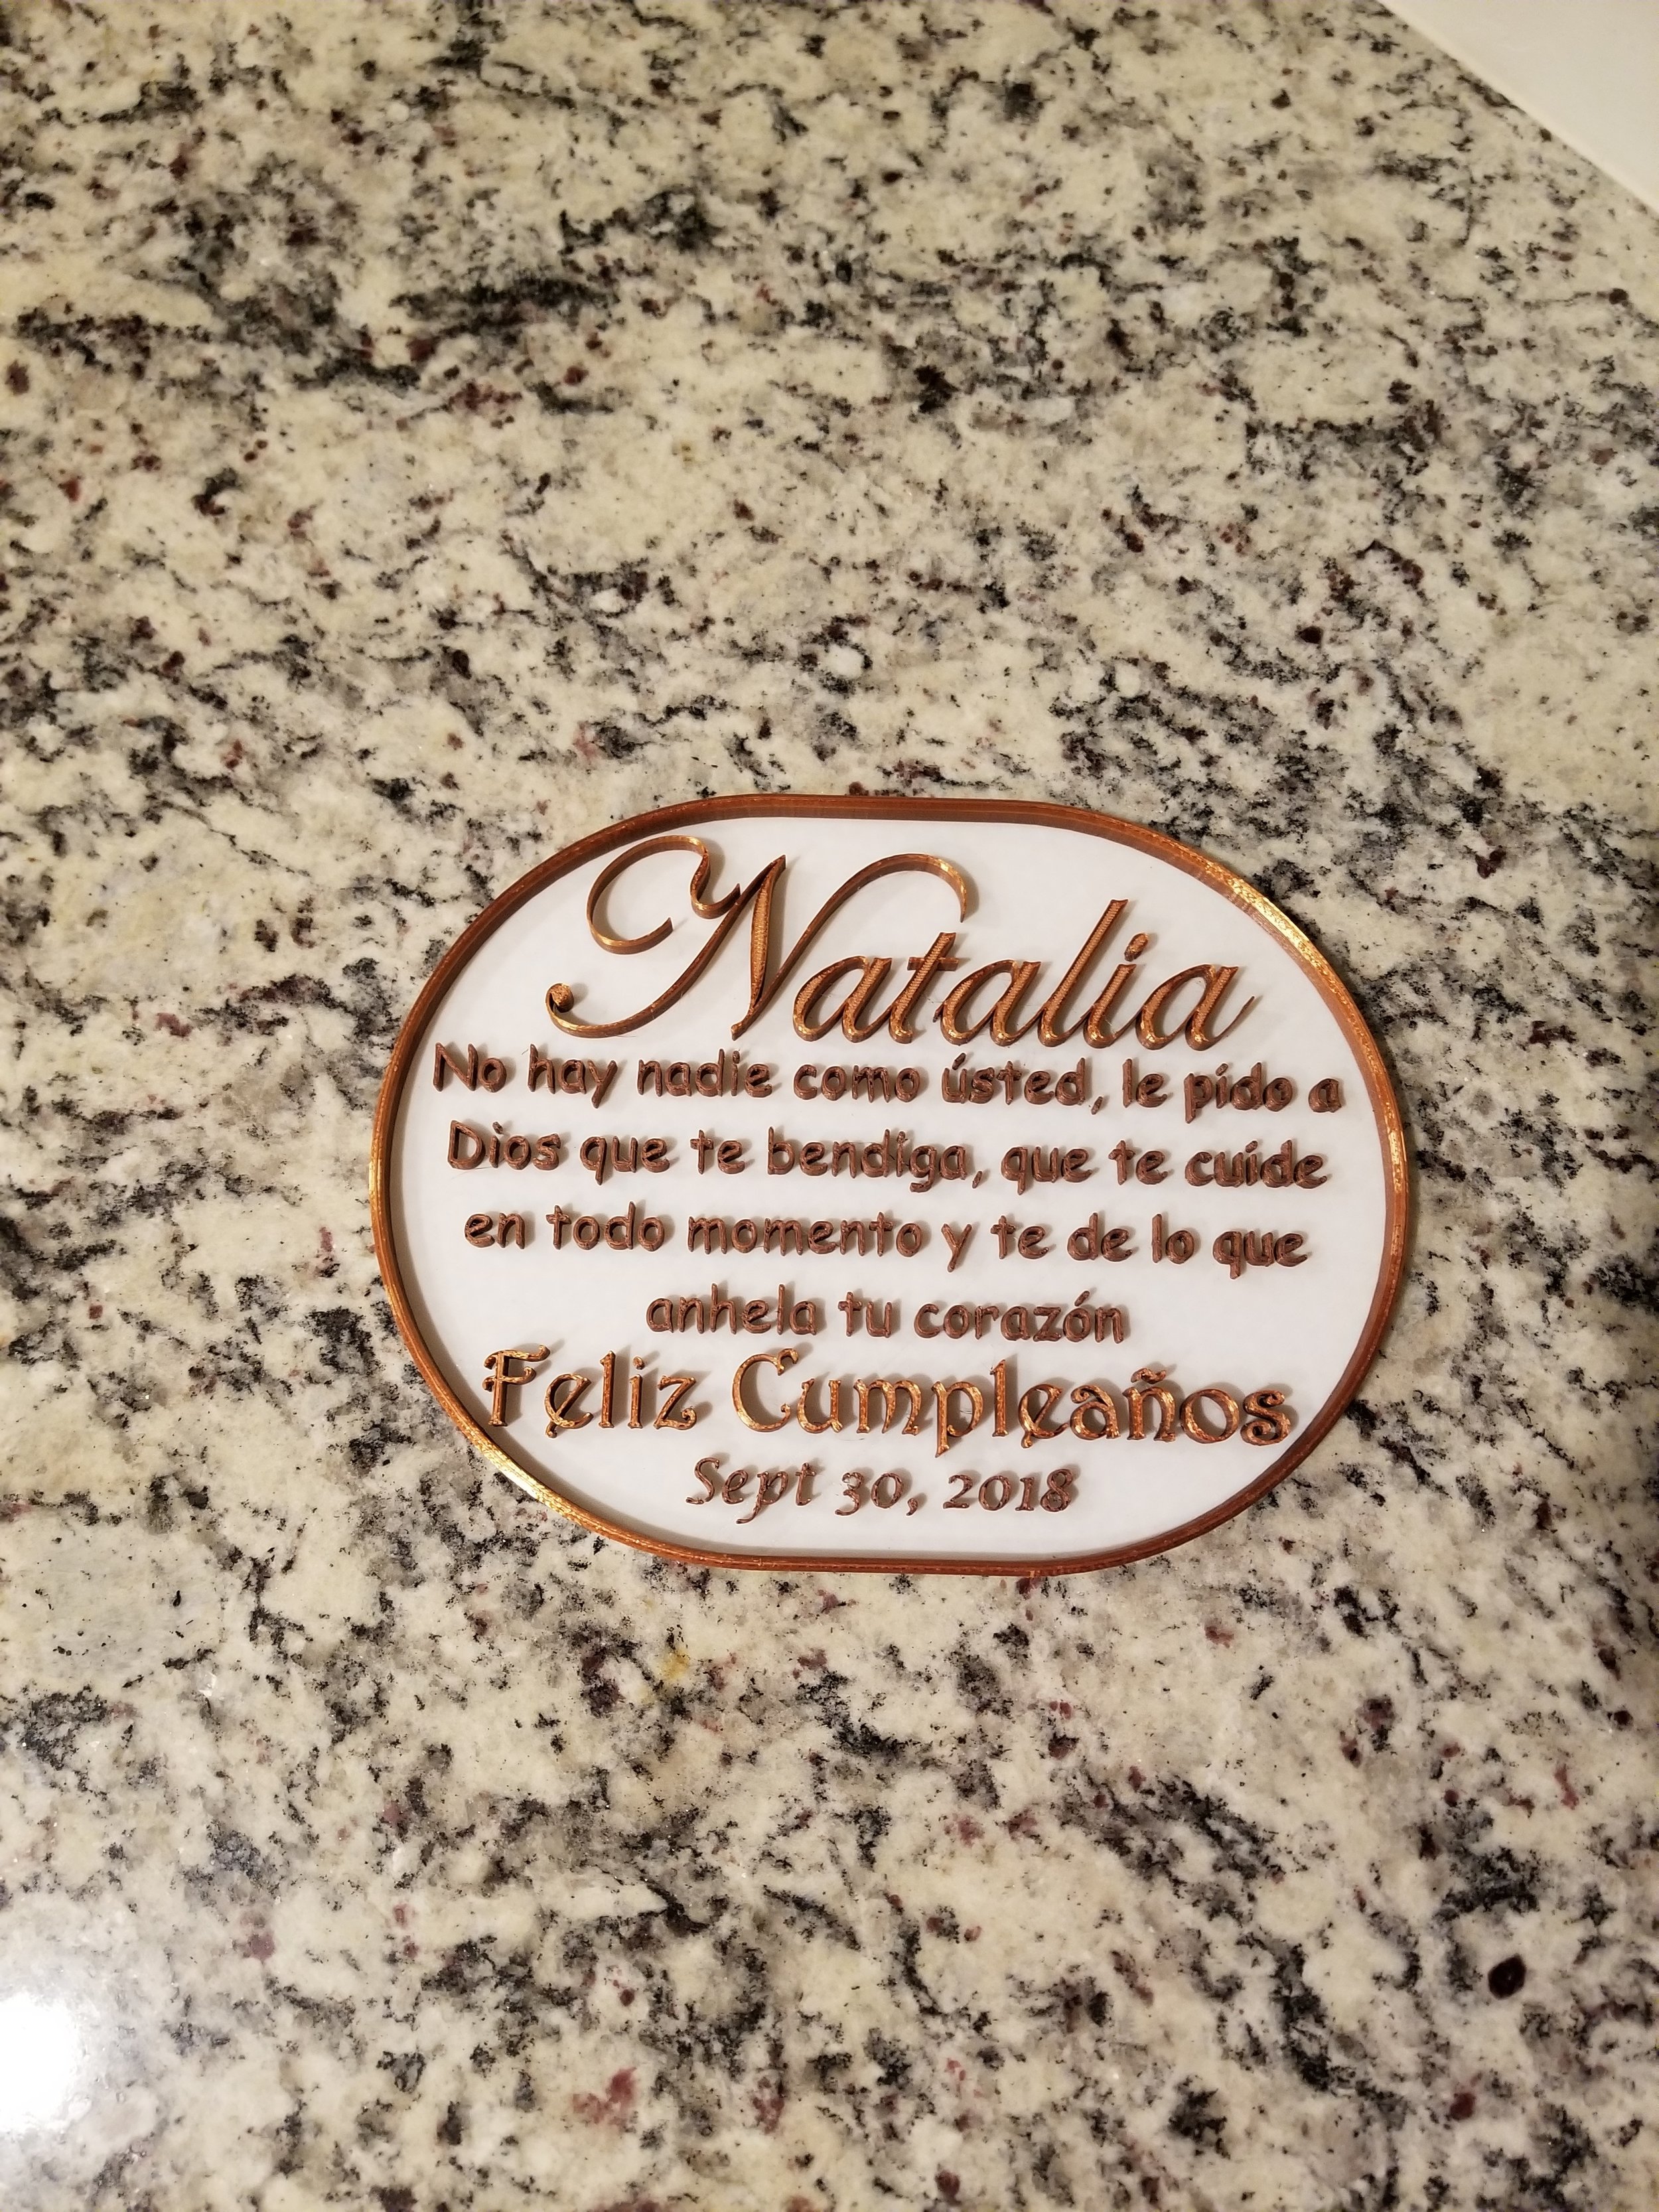 Natalia
No hay nadie como ústed, le pido a
Dios que te bendiga, que te cuide
en todo momento y te de lo que
anhela tu corazón
Feliz Cumpleaños
Sept 30, 2018